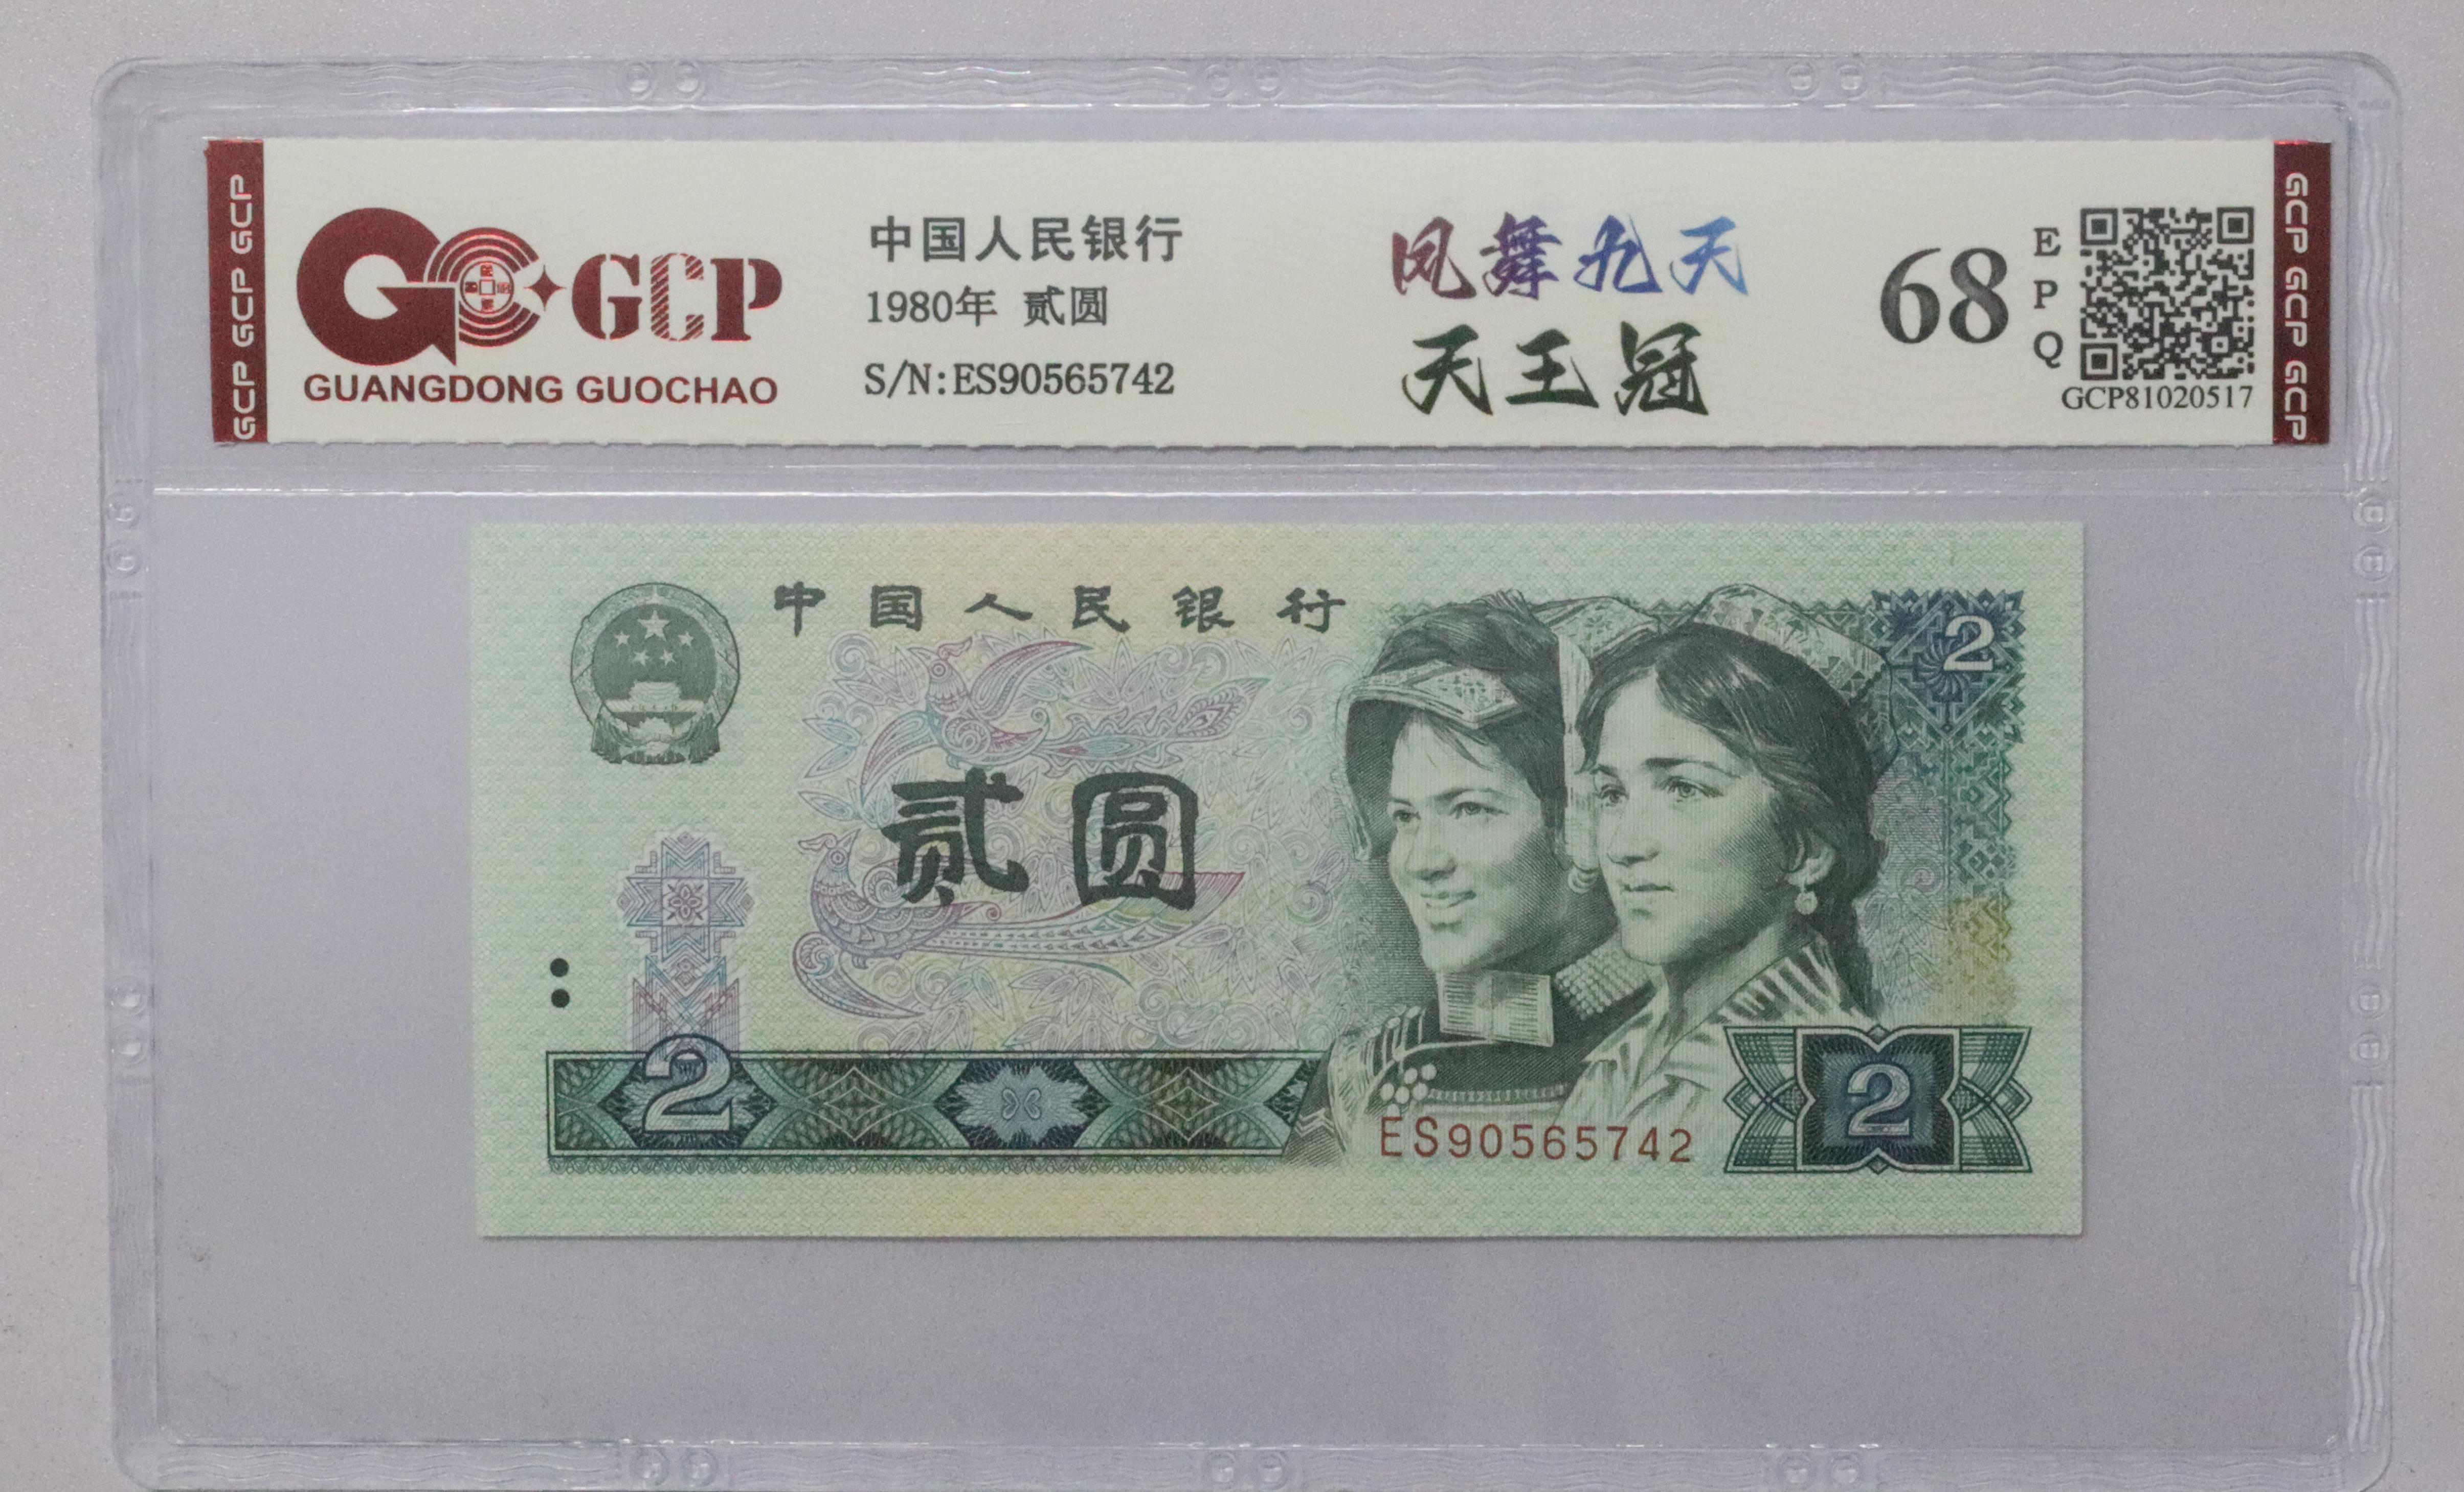 GCP GCP GCP
GCP
GUANGDONG GUOCHAO
中国人民银行
1980年 贰圆
S/N:ES90565742
凤舞九天
天王冠
68
EPQ
GCP81020517
GCP GCP GCP
中国人民银行
2
贰圆
2
ES90565742
2